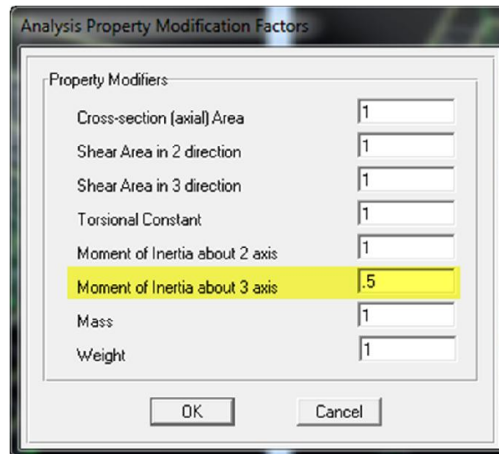 Analysis Property Modification Factors
Property Modifiers
Cross-section (axial) Area 1
Shear Area in 2 direction 1
Shear Area in 3 direction 1
Torsional Constant 1
Moment of Inertia about 2 axis 1
Moment of Inertia about 3 axis .5
Mass 1
Weight 1
OK Cancel